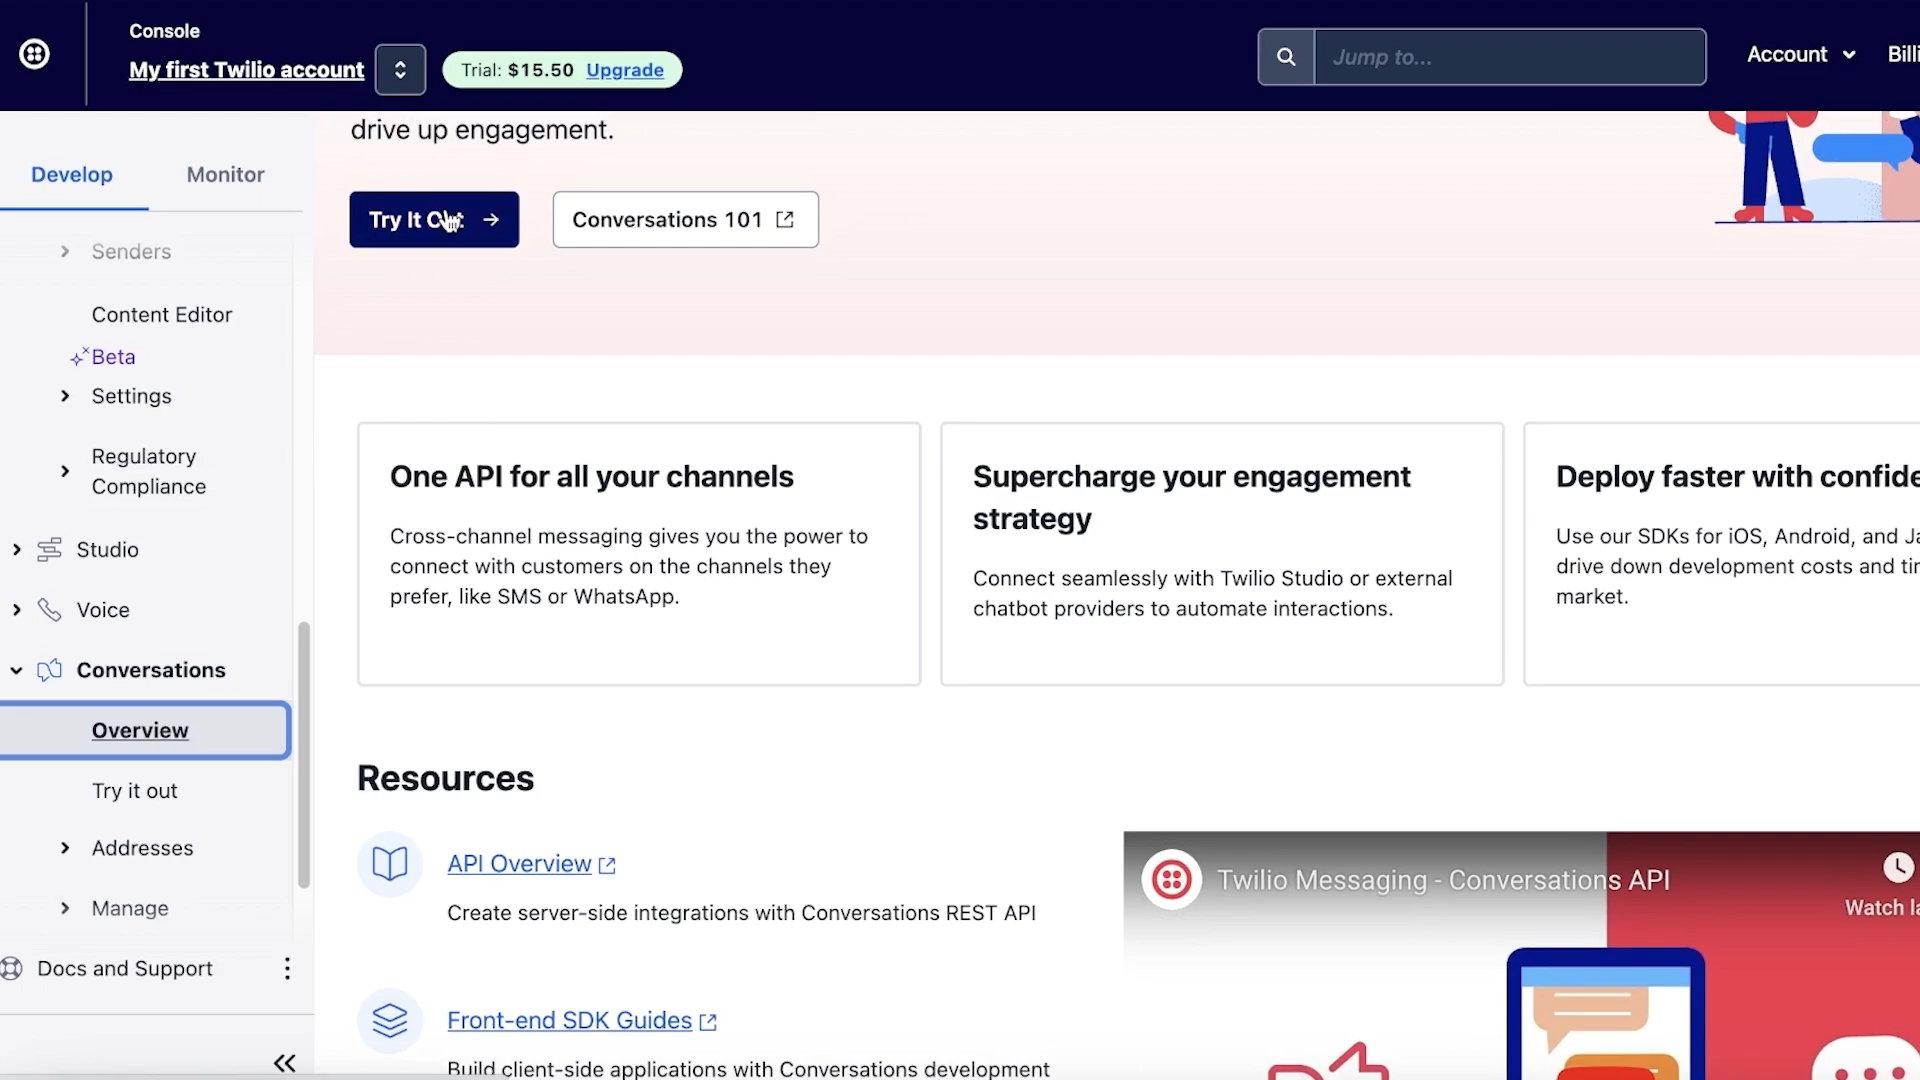 Console
My first Twilio account
Trial: $15.50 Upgrade
Jump to...
Account
drive up engagement.
Develop
Monitor
Try It
Conversations 101
Senders
Content Editor
Beta
Settings
Regulatory
Compliance
Studio
Voice
Conversations
Overview
Try it out
Addresses
Manage
Docs and Support
One API for all your channels
Cross-channel messaging gives you the power to
connect with customers on the channels they
prefer, like SMS or WhatsApp.
Supercharge your engagement
strategy
Connect seamlessly with Twilio Studio or external
chatbot providers to automate interactions.
Deploy faster with
Use our SDKs for iOS, Android, and
drive down development costs and
market.
Resources
API Overview
Create server-side integrations with Conversations REST API
Front-end SDK Guides
Build client-side applications with Conversations development
Twilio Messaging - Conversations API
Watch